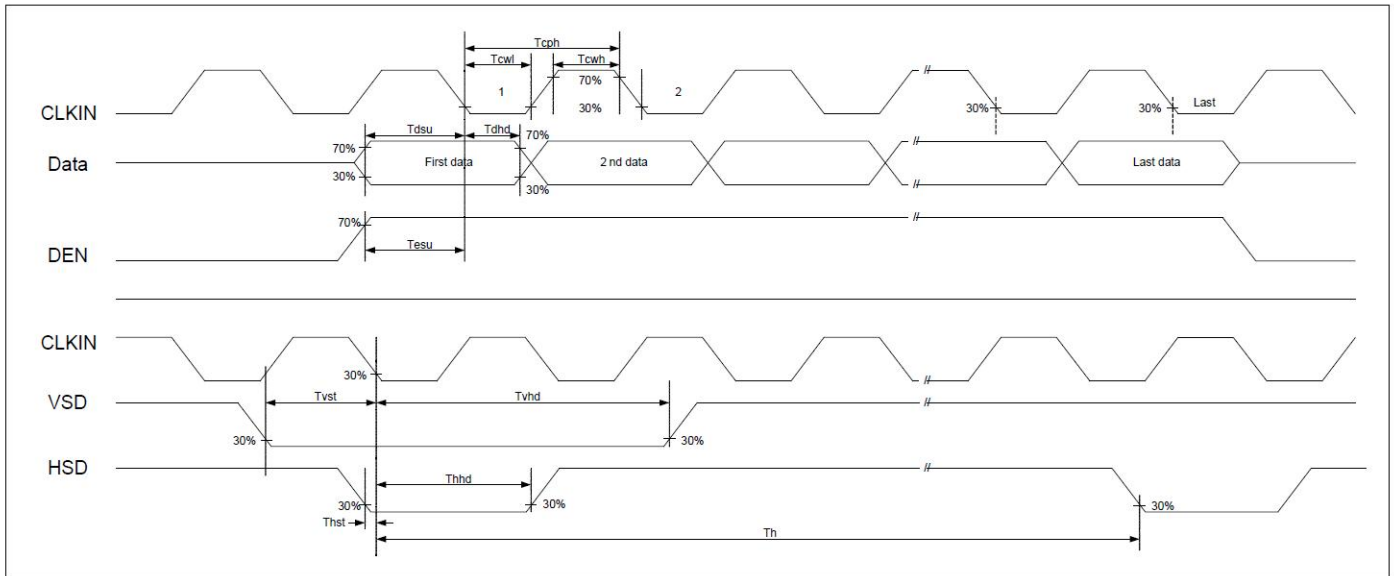 Tcph
Tcwl Tcwh
CLKIN 1 70% 30% 2 // 30% 30% Last
Tdsu Tdhd
Data 70% 30% First data 70% 30% 2 nd data // Last data
DEN 70% Tesu //
CLKIN 30% //
VSD 30% Tvst Tvhd 30% //
HSD 30% Thhd 30% // 30%
Thst
Th